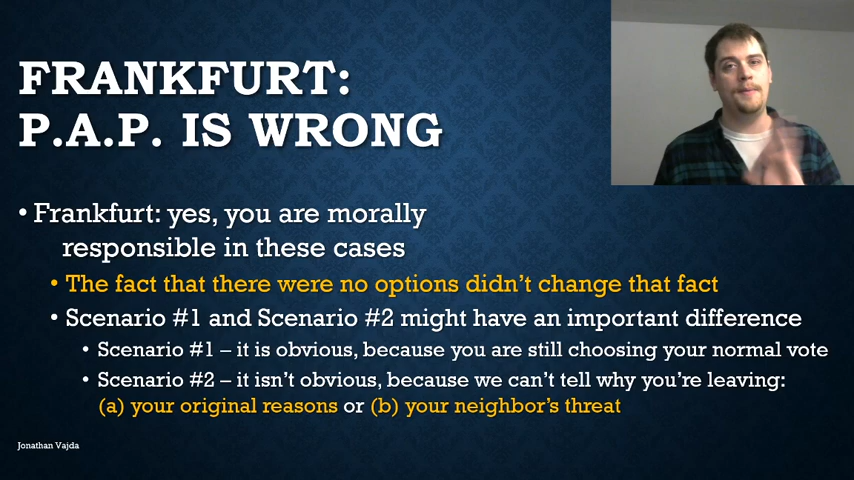 FRANKFURT:
P.A.P. IS WRONG
• Frankfurt: yes, you are morally
responsible in these cases
• The fact that there were no options didn't change that fact
• Scenario #1 and Scenario #2 might have an important difference
• Scenario #1 – it is obvious, because you are still choosing your normal vote
• Scenario #2 – it isn't obvious, because we can't tell why you're leaving:
(a) your original reasons or (b) your neighbor's threat
Jonathan Vajda